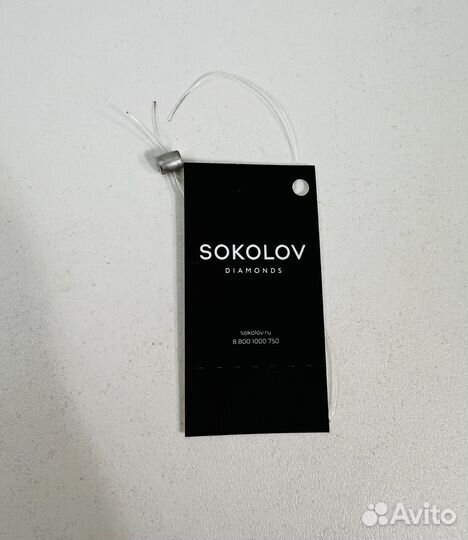 SOKOLOV
DIAMONDS
sokolov.ru
8 800 1000 750
Avito